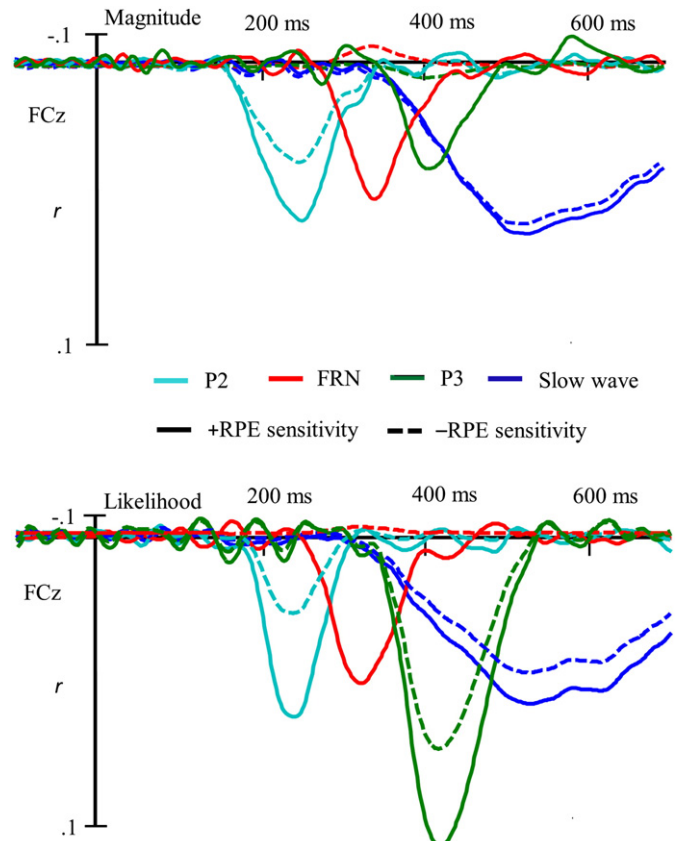 -.1 Magnitude 200 ms 400 ms 600 ms
FCz
r
.1
P2 FRN P3 Slow wave
+RPE sensitivity −RPE sensitivity
-.1 Likelihood 200 ms 400 ms 600 ms
FCz
r
.1